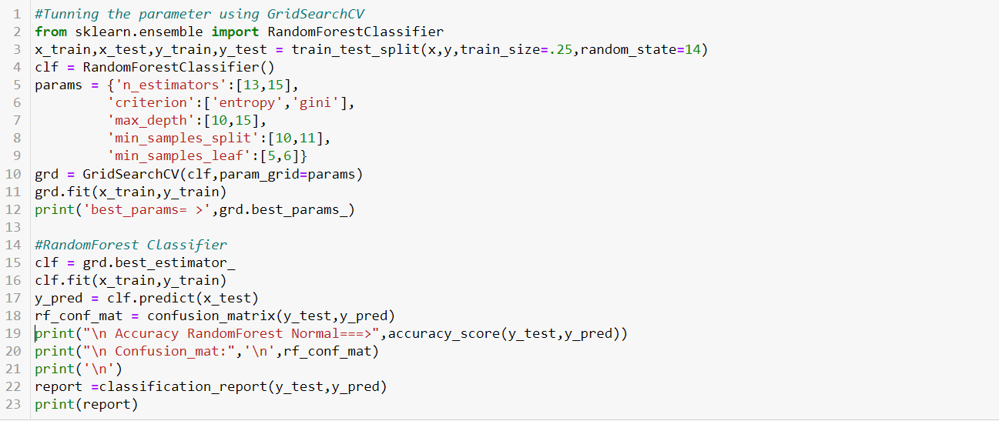 1 #Tunning the parameter using GridSearchCV
2 from sklearn.ensemble import RandomForestClassifier
3 x_train,x_test,y_train,y_test = train_test_split(x,y,train_size=.25,random_state=14)
4 clf = RandomForestClassifier()
5 params = {'n_estimators':[13,15],
6          'criterion':['entropy','gini'],
7          'max_depth':[10,15],
8          'min_samples_split':[10,11],
9          'min_samples_leaf':[5,6]}
10 grd = GridSearchCV(clf,param_grid=params)
11 grd.fit(x_train,y_train)
12 print('best_params= >',grd.best_params_)
13
14 #RandomForest Classifier
15 clf = grd.best_estimator_
16 clf.fit(x_train,y_train)
17 y_pred = clf.predict(x_test)
18 rf_conf_mat = confusion_matrix(y_test,y_pred)
19 print("\n Accuracy RandomForest Normal===>",accuracy_score(y_test,y_pred))
20 print("\n Confusion_mat:",'\n',rf_conf_mat)
21 print('\n')
22 report =classification_report(y_test,y_pred)
23 print(report)